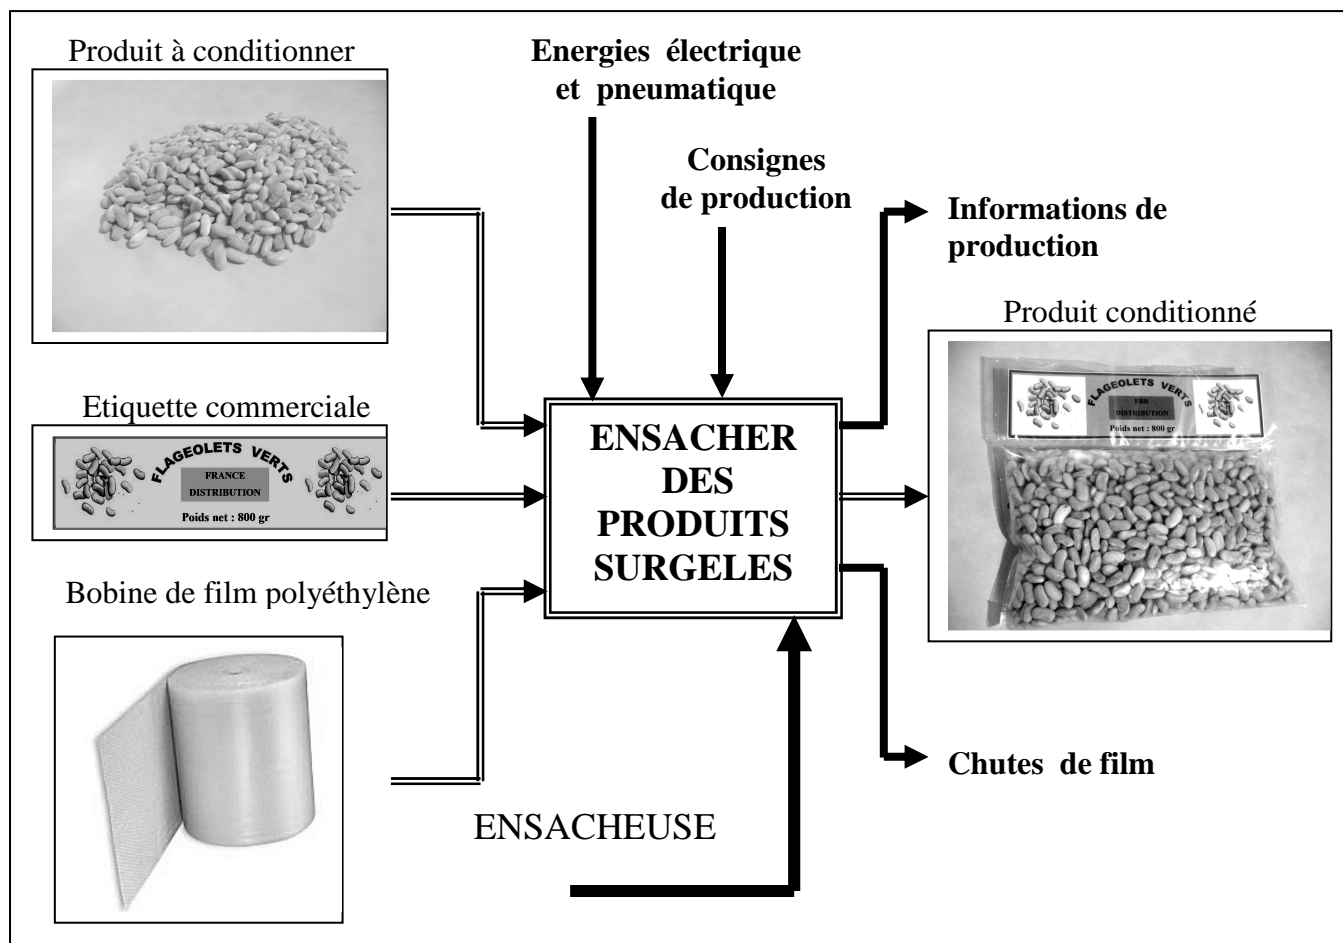 Produit à conditionner
Energies électrique
et pneumatique
Consignes
de production
Informations de
production
Produit conditionné
FLAGEOLETS VERTS
FBR
DISTRIBUTION
Poids net : 800 gr
Etiquette commerciale
FLAGEOLETS VERTS
FRANCE
DISTRIBUTION
Poids net : 800 gr
ENSACHER
DES
PRODUITS
SURGELES
Bobine de film polyéthylène
Chutes de film
ENSACHEUSE